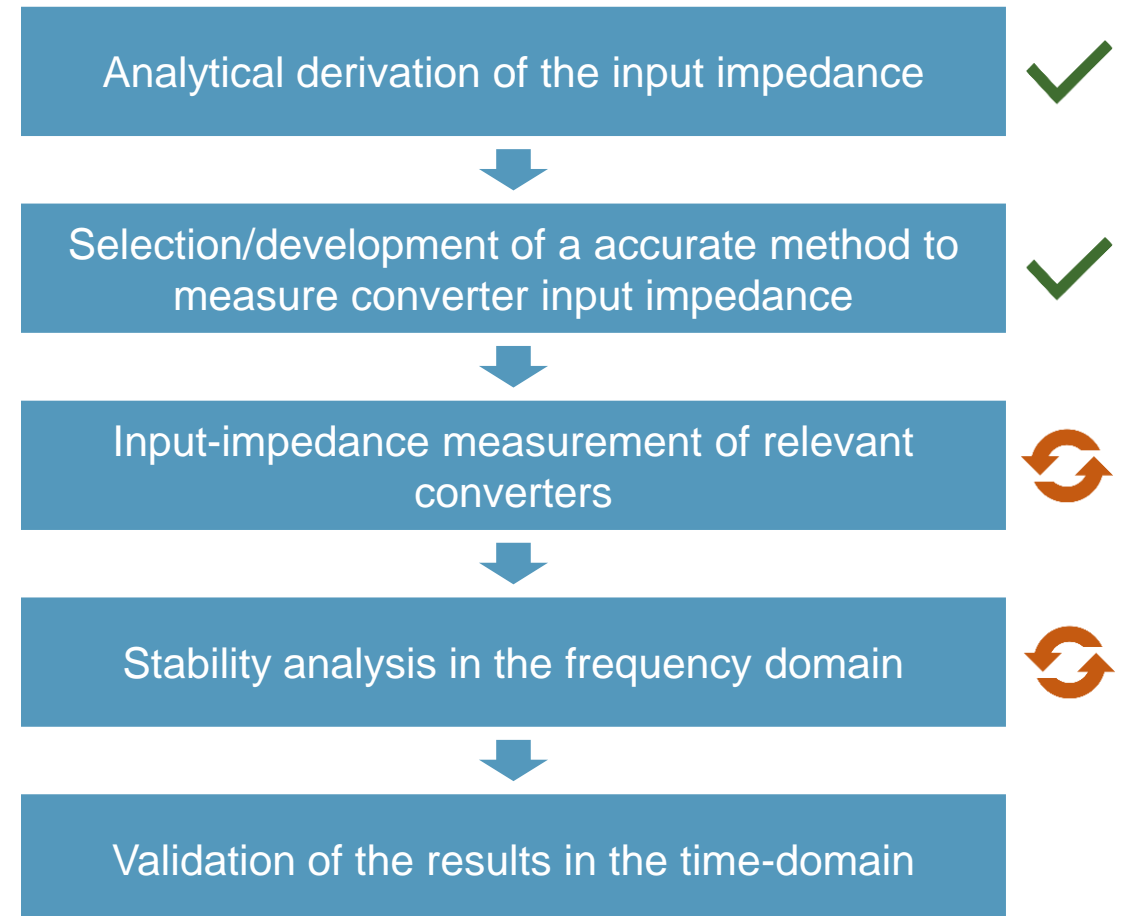 Analytical derivation of the input impedance
Selection/development of a accurate method to
measure converter input impedance
Input-impedance measurement of relevant
converters
Stability analysis in the frequency domain
Validation of the results in the time-domain